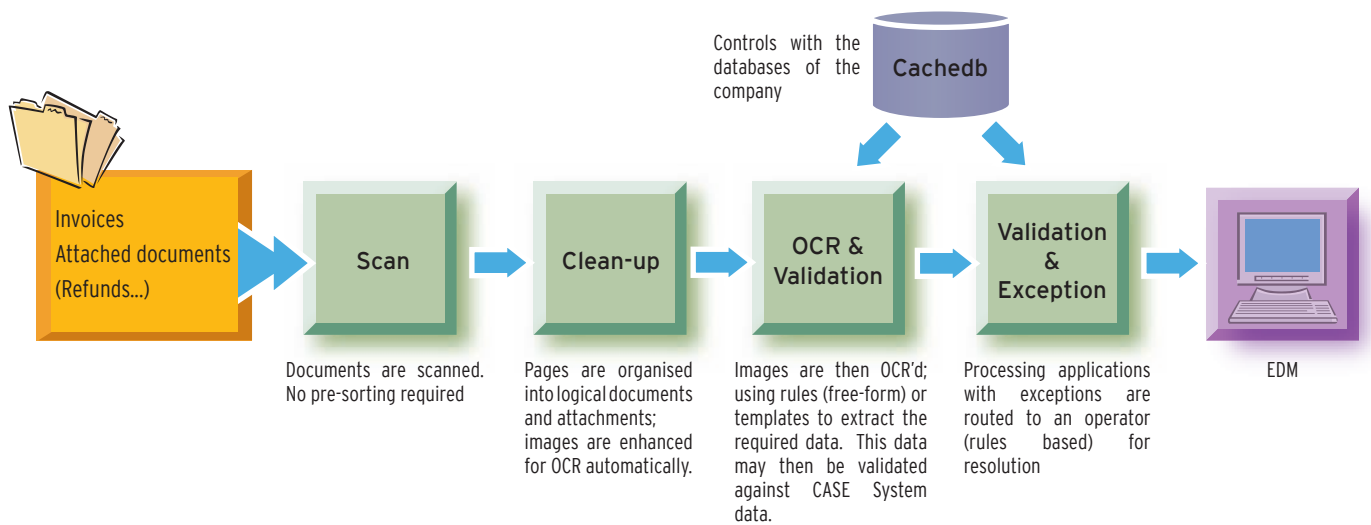 Controls with the
databases of the
company
Cachedb
Invoices
Attached documents
(Refunds...)
Scan
Clean-up
OCR &
Validation
Validation
&
Exception
Documents are scanned.
No pre-sorting required
Pages are organised
into logical documents
and attachments;
images are enhanced
for OCR automatically.
Images are then OCR'd;
using rules (free-form) or
templates to extract the
required data. This data
may then be validated
against CASE System
data.
Processing applications
with exceptions are
routed to an operator
(rules based) for
resolution
EDM